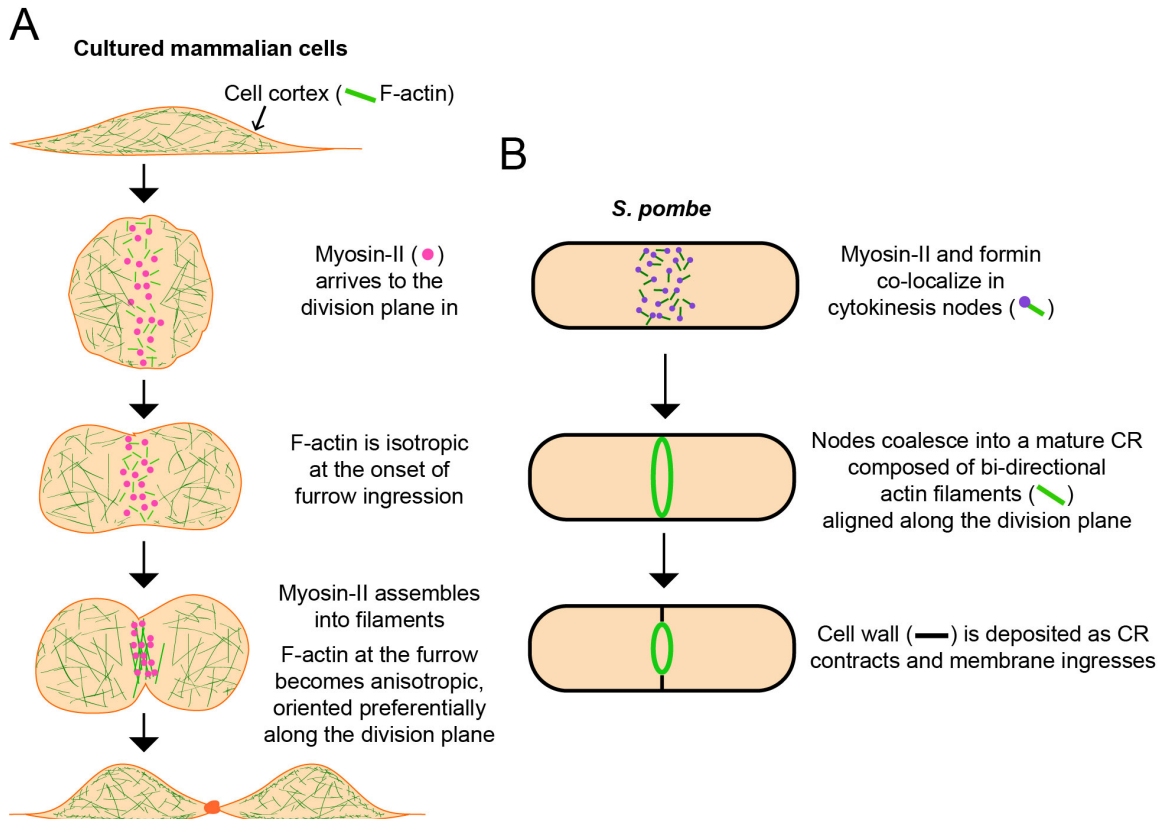 A
Cultured mammalian cells
Cell cortex ( F-actin)
Myosin-II ( )
arrives to the
division plane in
F-actin is isotropic
at the onset of
furrow ingression
Myosin-II assembles
into filaments
F-actin at the furrow
becomes anisotropic,
oriented preferentially
along the division plane
B
S. pombe
Myosin-II and formin
co-localize in
cytokinesis nodes ( )
Nodes coalesce into a mature CR
composed of bi-directional
actin filaments ( )
aligned along the division plane
Cell wall ( ) is deposited as CR
contracts and membrane ingresses